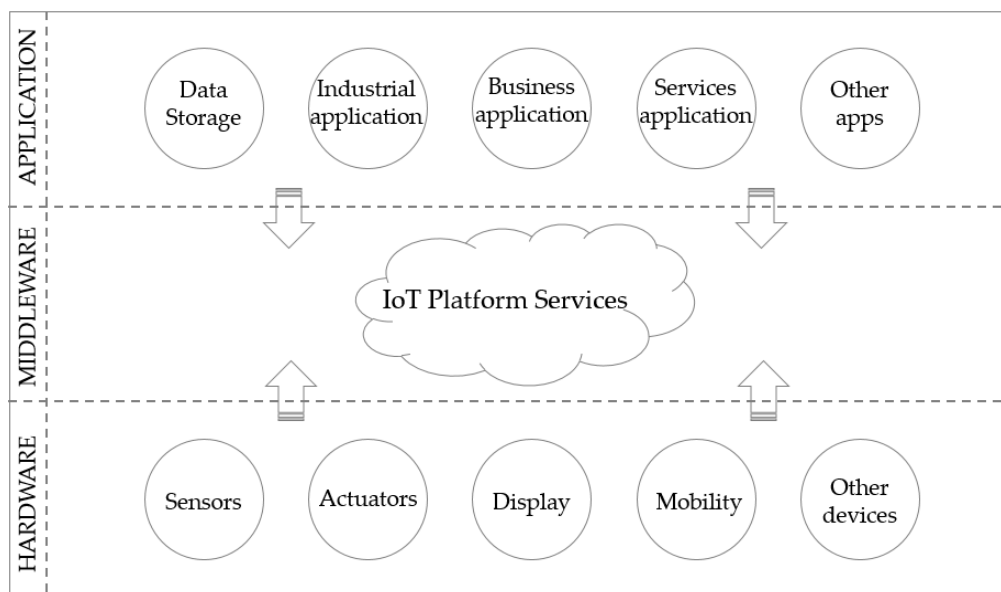 APPLICATION
Data
Storage
Industrial
application
Business
application
Services
application
Other
apps
MIDDLEWARE
IoT Platform Services
HARDWARE
Sensors
Actuators
Display
Mobility
Other
devices